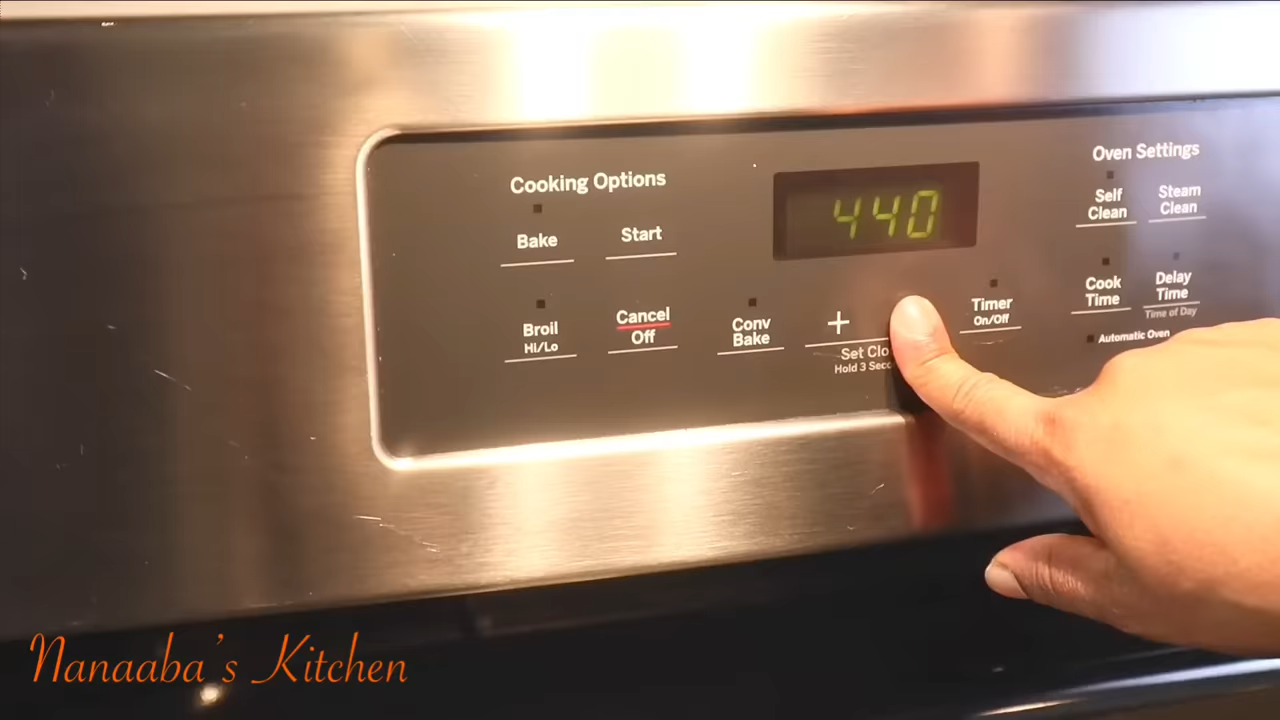 Cooking Options
Bake
Start
Broil
Hi/Lo
Cancel
Off
Conv
Bake
+
Set Clo
Hold 3 Seco
440
Timer
On/Off
Oven Settings
Self
Clean
Steam
Clean
Cook
Time
Delay
Time
Time of Day
Automatic Oven
Nanaaba's Kitchen